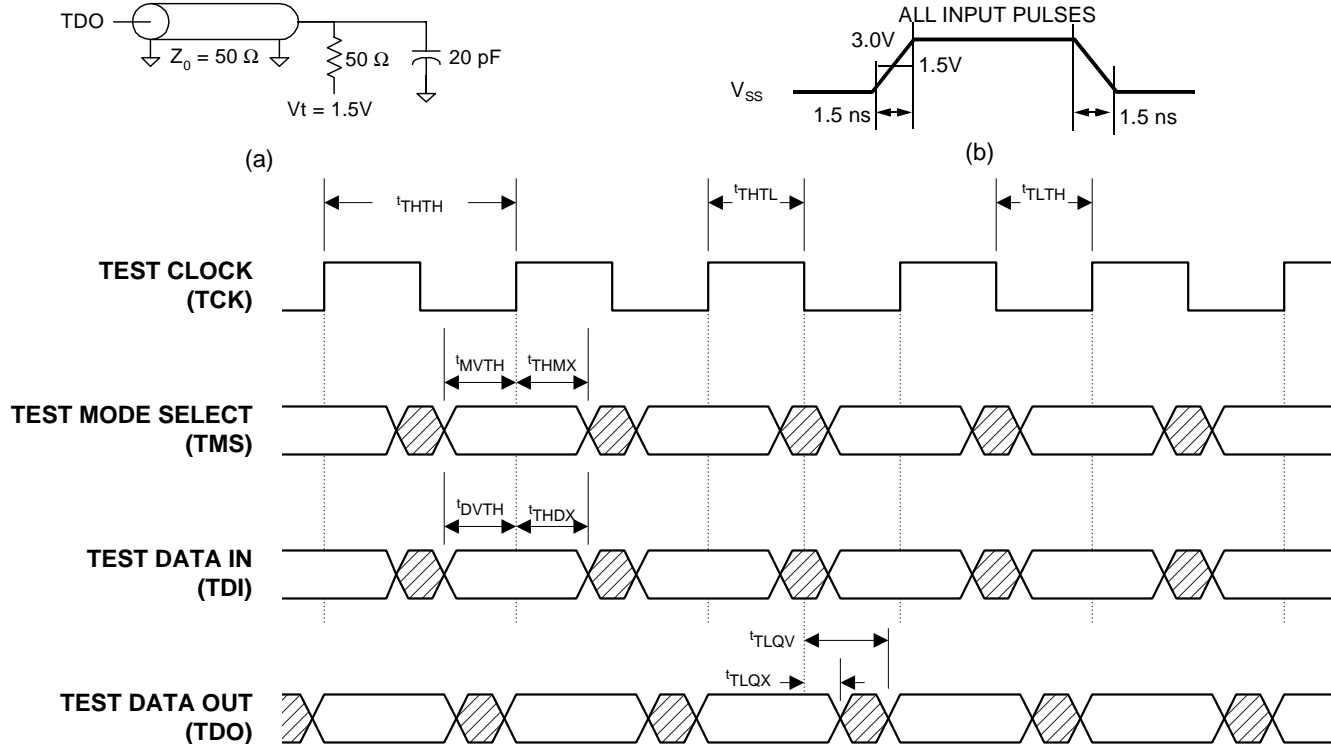 ALL INPUT PULSES
TDO
Z0 = 50 Ω
50 Ω
20 pF
Vt = 1.5V
3.0V
1.5V
VSS
1.5 ns
1.5 ns
(a)
(b)
tTHTH
tTHTL
tTLTH
TEST CLOCK
(TCK)
tMVTH
tTHMX
TEST MODE SELECT
(TMS)
tDVTH
tTHDX
TEST DATA IN
(TDI)
tTLQV
tTLQX
TEST DATA OUT
(TDO)